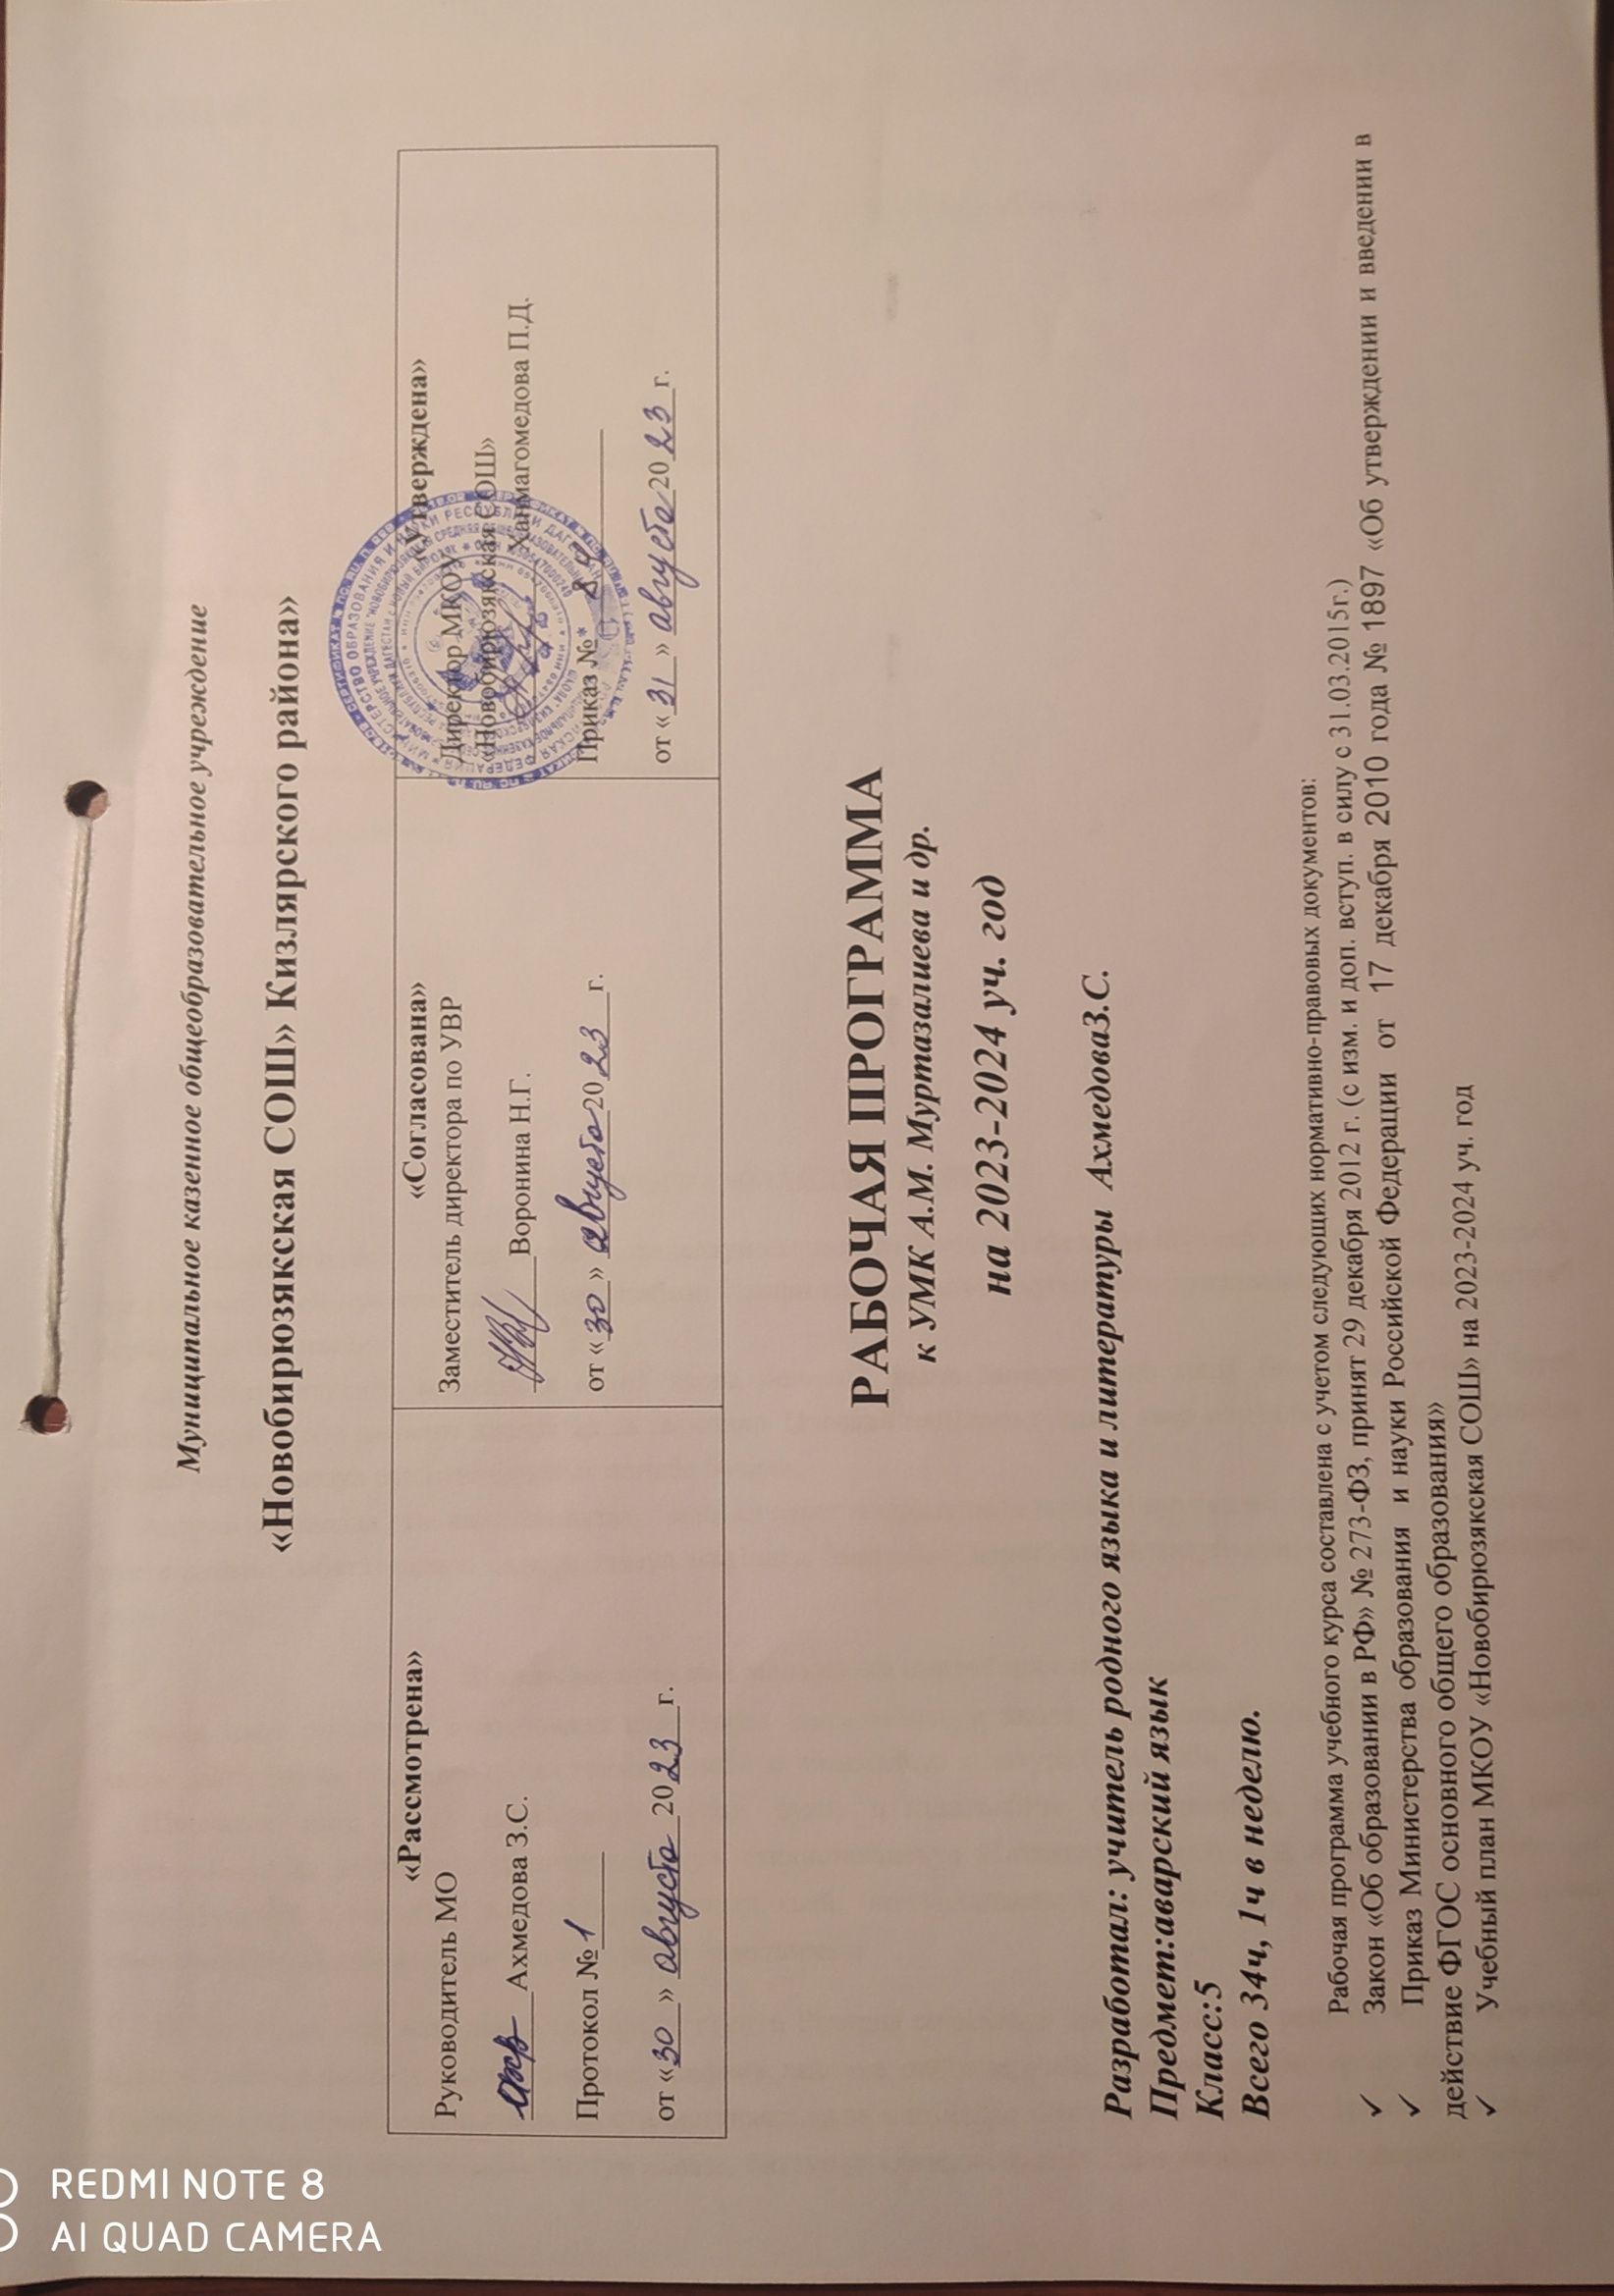 Муниципальное казенное общеобразовательное учреждение
«Новобирюзякская СОШ» Кизлярского района»
«Рассмотрена»
Руководитель МО
Ахмедова З.С.
Протокол № 1
от «30» августа 2023 г.
«Согласована»
Заместитель директора по УВР
Воронина Н.Г.
от «30» августа 2023 г.
«Утверждена»
Директор МКОУ
«Новобирюзякская СОШ»
Ханмагомедова П.Д.
Приказ №
от «31» августа 2023 г.
РАБОЧАЯ ПРОГРАММА
к УМК А.М. Муртазалиева и др.
на 2023-2024 уч. год
Разработал: учитель родного языка и литературы АхмедоваЗ.С.
Предмет:аварский язык
Класс:5
Всего 34ч, 1ч в неделю.
Рабочая программа учебного курса составлена с учетом следующих нормативно-правовых документов:
✓ Закон «Об образовании в РФ» № 273-ФЗ, принят 29 декабря 2012 г. (с изм. и доп. вступ. в силу с 31.03.2015г.)
✓ Приказ Министерства образования и науки Российской Федерации от 17 декабря 2010 года № 1897 «Об утверждении и введении в
действие ФГОС основного общего образования»
✓ Учебный план МКОУ «Новобирюзякская СОШ» на 2023-2024 уч. год
REDMI NOTE 8
AI QUAD CAMERA